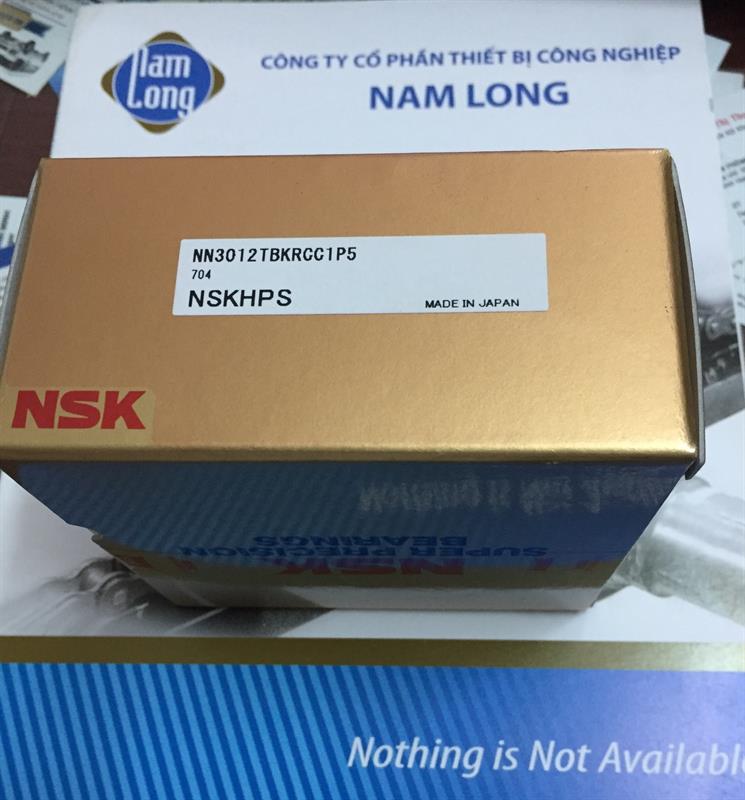 Nam
Long
CÔNG TY CỔ PHẦN THIẾT BỊ CÔNG NGHIỆP
NAM LONG
NN3012TBKRCC1P5
704
NSKHPS
MADE IN JAPAN
NSK
SUPER PRECISION
BEARINGS
NSK
Nothing is Not Availabl